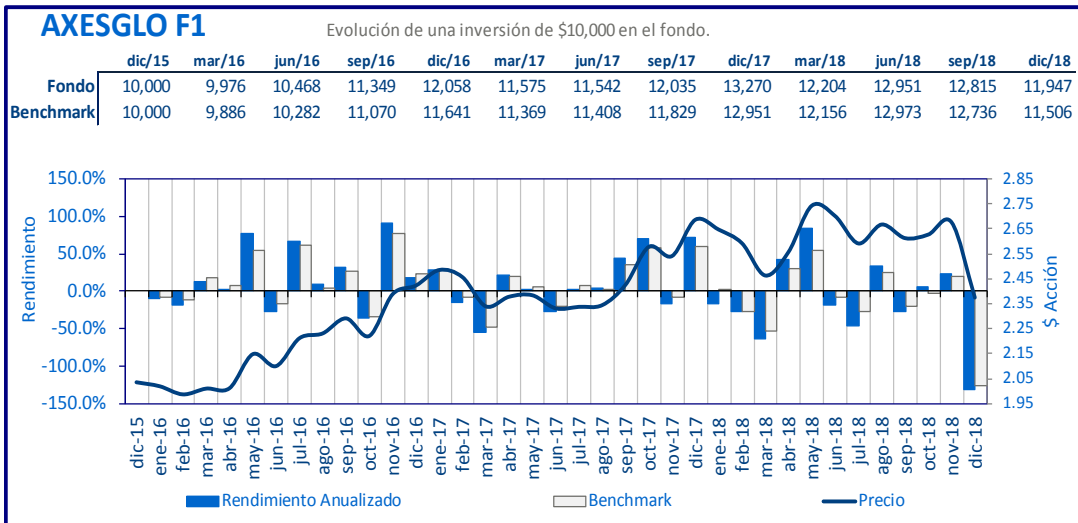 AXESGLO F1 Evolución de una inversión de $10,000 en el fondo.
dic/15 mar/16 jun/16 sep/16 dic/16 mar/17 jun/17 sep/17 dic/17 mar/18 jun/18 sep/18 dic/18
Fondo 10,000 9,976 10,468 11,349 12,058 11,575 11,542 12,035 13,270 12,204 12,951 12,815 11,947
Benchmark 10,000 9,886 10,282 11,070 11,641 11,369 11,408 11,829 12,951 12,156 12,973 12,736 11,506
150.0%
100.0%
50.0%
0.0%
-50.0%
-100.0%
-150.0%
Rendimiento
2.85
2.75
2.65
2.55
2.45
2.35
2.25
2.15
2.05
1.95
$ Acción
dic-15 ene-16 feb-16 mar-16 abr-16 may-16 jun-16 jul-16 ago-16 sep-16 oct-16 nov-16 dic-16 ene-17 feb-17 mar-17 abr-17 may-17 jun-17 jul-17 ago-17 sep-17 oct-17 nov-17 dic-17 ene-18 feb-18 mar-18 abr-18 may-18 jun-18 jul-18 ago-18 sep-18 oct-18 nov-18 dic-18
Rendimiento Anualizado Benchmark Precio